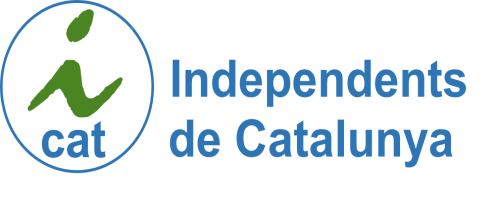 i
cat
Independents
de Catalunya